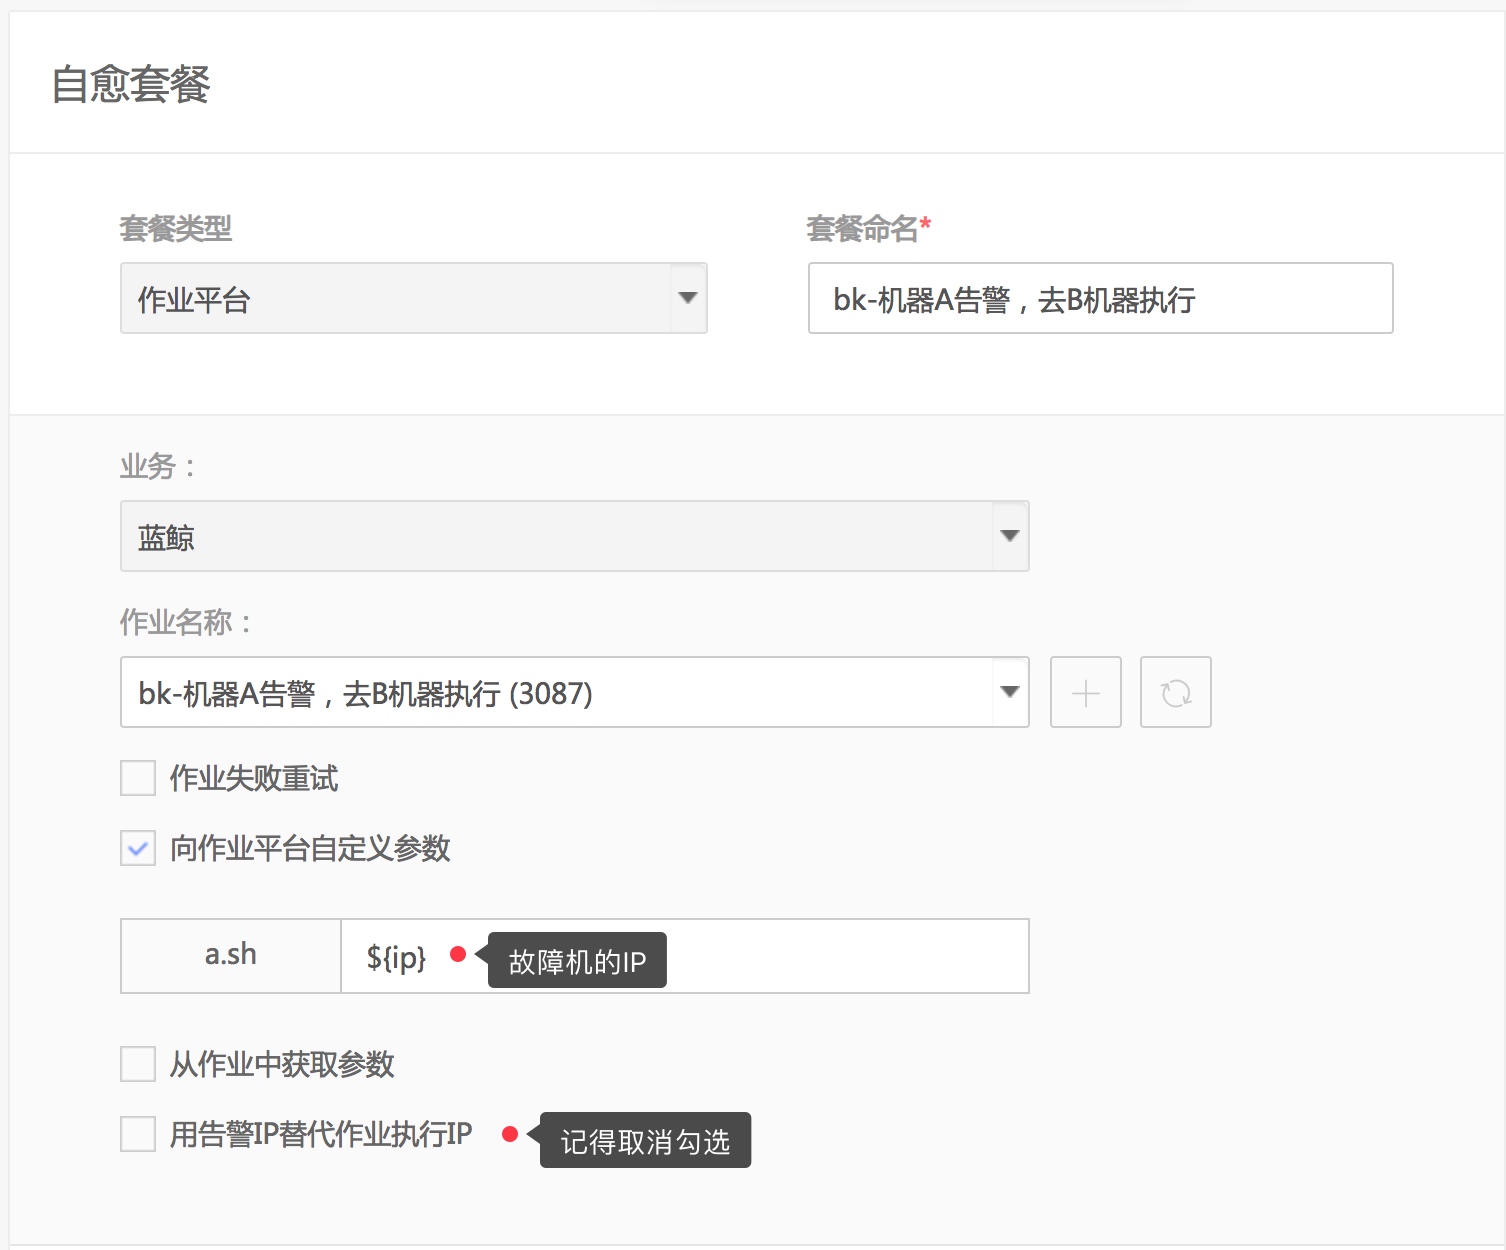 自愈套餐
套餐类型
套餐命名*
作业平台
bk-机器A告警，去B机器执行
业务：
蓝鲸
作业名称：
bk-机器A告警，去B机器执行 (3087)
作业失败重试
向作业平台自定义参数
a.sh
${ip}
故障机的IP
从作业中获取参数
用告警IP替代作业执行IP
记得取消勾选